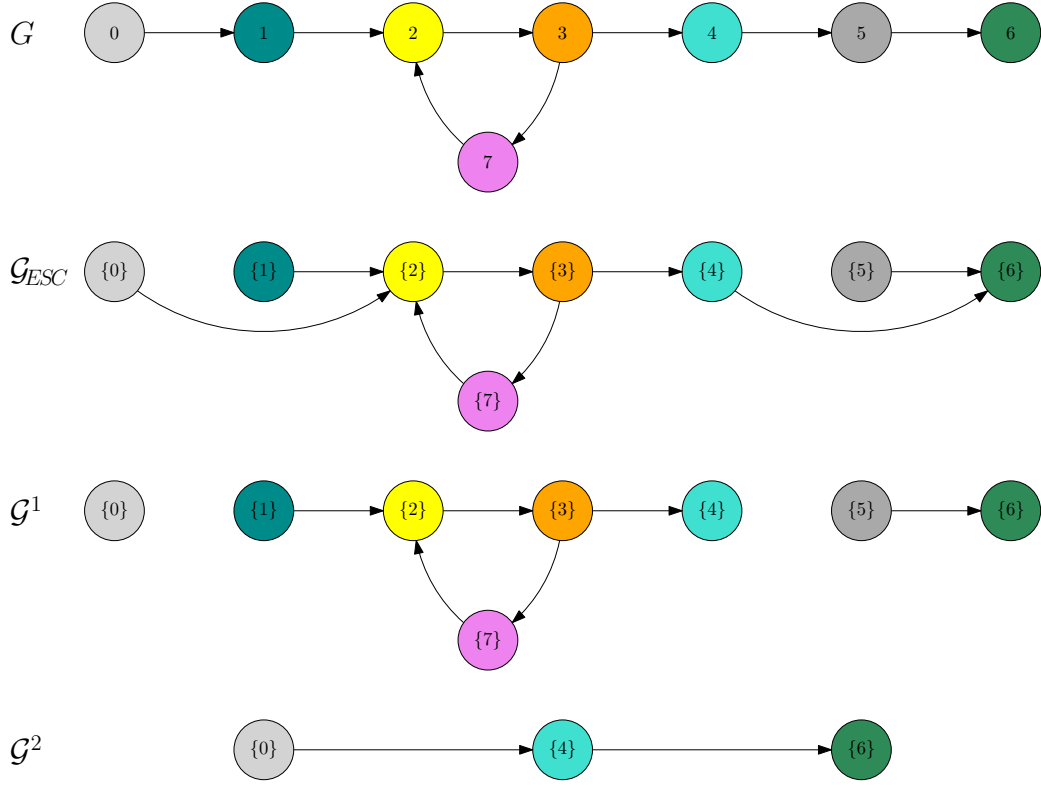 G 0 1 2 3 4 5 6
7
𝒢_ESC {0} {1} {2} {3} {4} {5} {6}
{7}
𝒢¹ {0} {1} {2} {3} {4} {5} {6}
{7}
𝒢² {0} {4} {6}